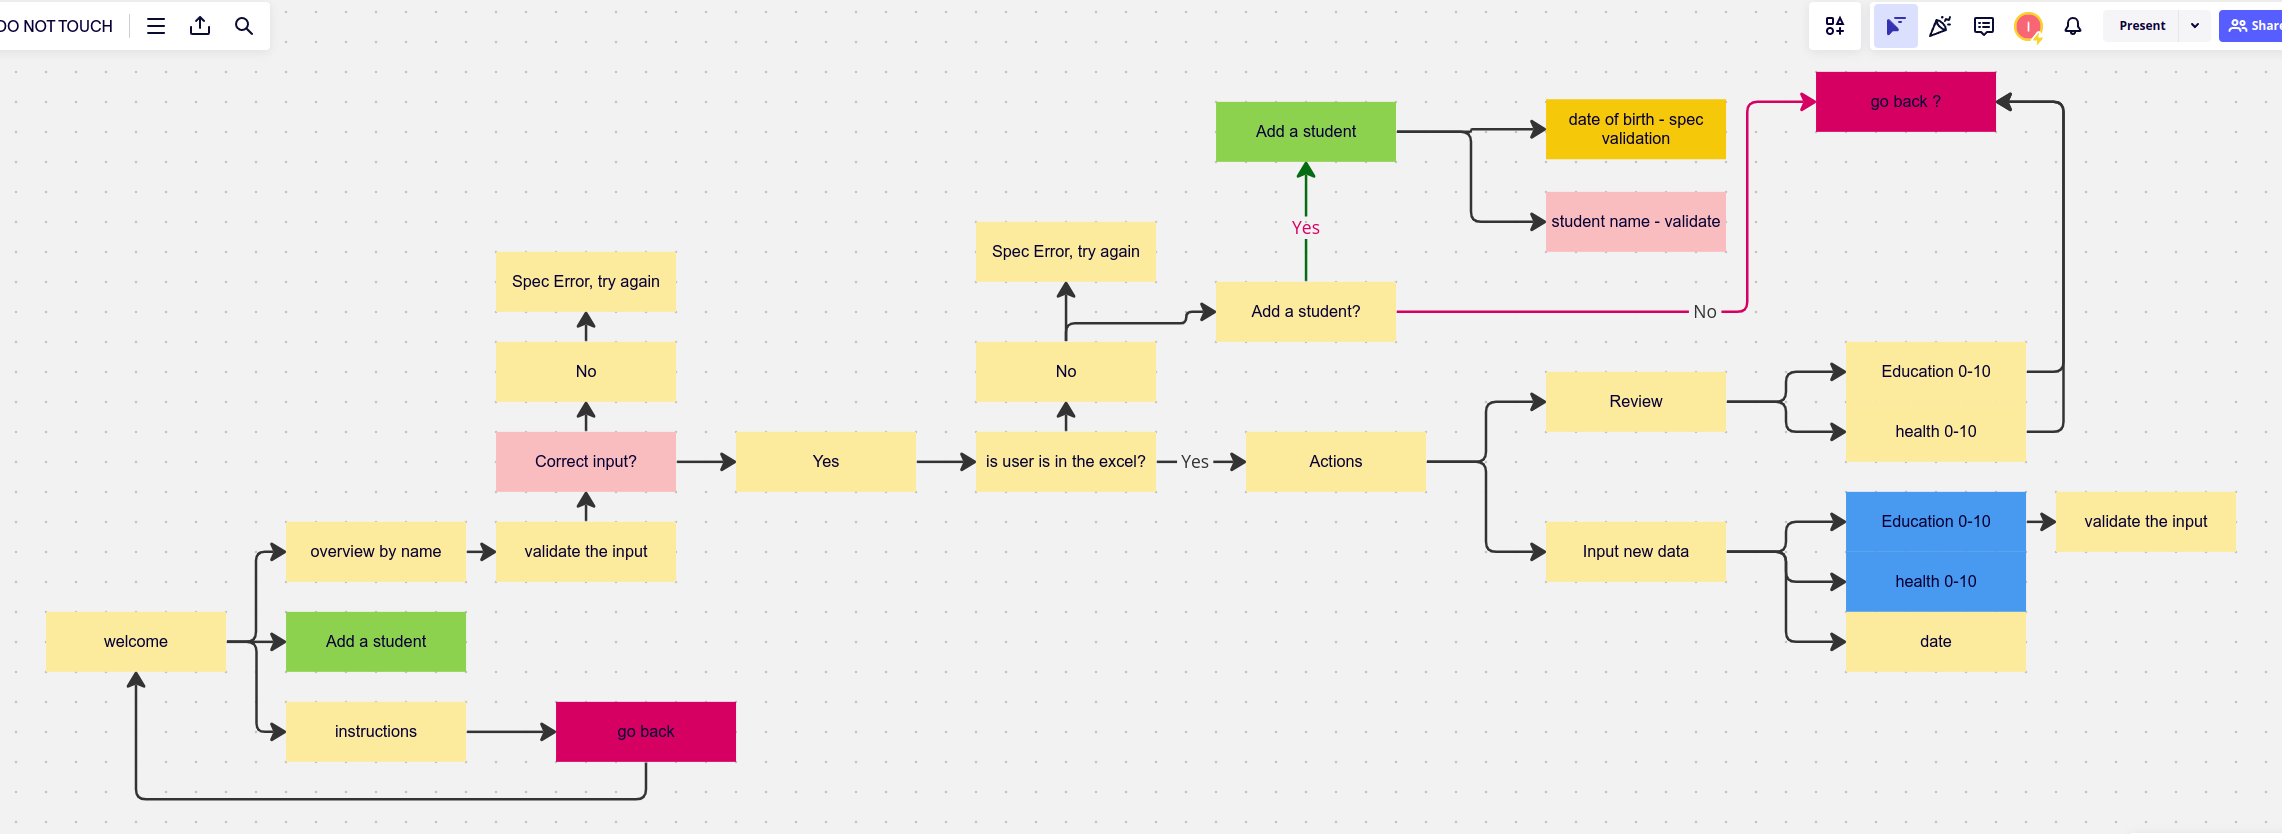 DO NOT TOUCH
Present
Share
go back ?
Add a student
date of birth - spec
validation
Yes
student name - validate
Spec Error, try again
Spec Error, try again
Add a student?
No
No
No
Review
Education 0-10
health 0-10
Correct input?
Yes
is user is in the excel?
Yes
Actions
overview by name
validate the input
Input new data
Education 0-10
validate the input
health 0-10
welcome
Add a student
date
instructions
go back